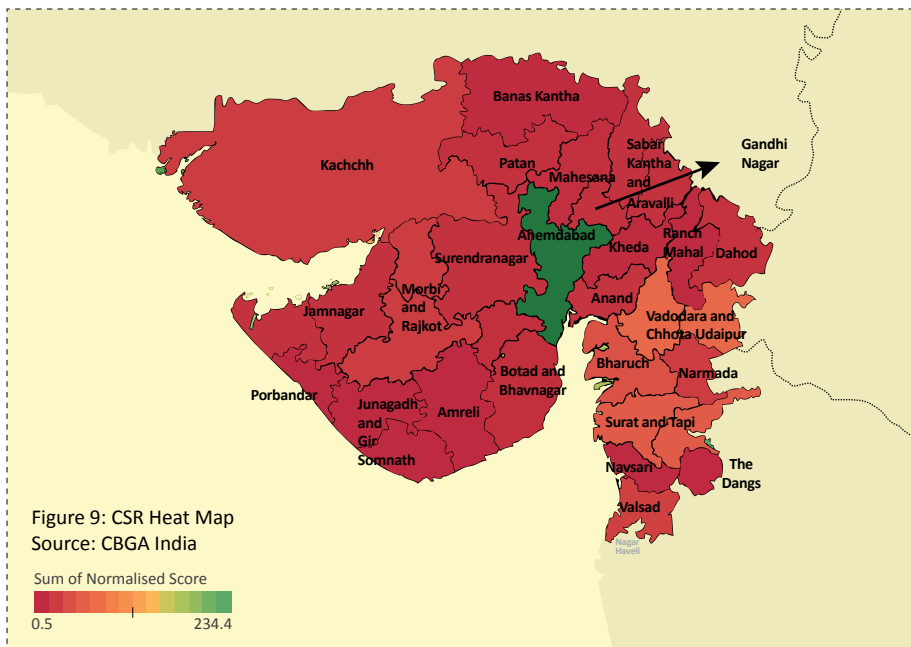 Banas Kantha
Kachchh
Patan
Mahesana
Sabar
Kantha
and
Aravalli
Gandhi
Nagar
Ahemdabad
Kheda
Ranch
Mahal
Dahod
Surendranagar
Morbi
and
Rajkot
Jamnagar
Anand
Vadodara and
Chhota Udaipur
Bharuch
Narmada
Botad and
Bhavnagar
Porbandar
Junagadh
and
Gir
Somnath
Amreli
Surat and Tapi
Navsari
The
Dangs
Valsad
Nagar
Haveli
Figure 9: CSR Heat Map
Source: CBGA India
Sum of Normalised Score
0.5 234.4